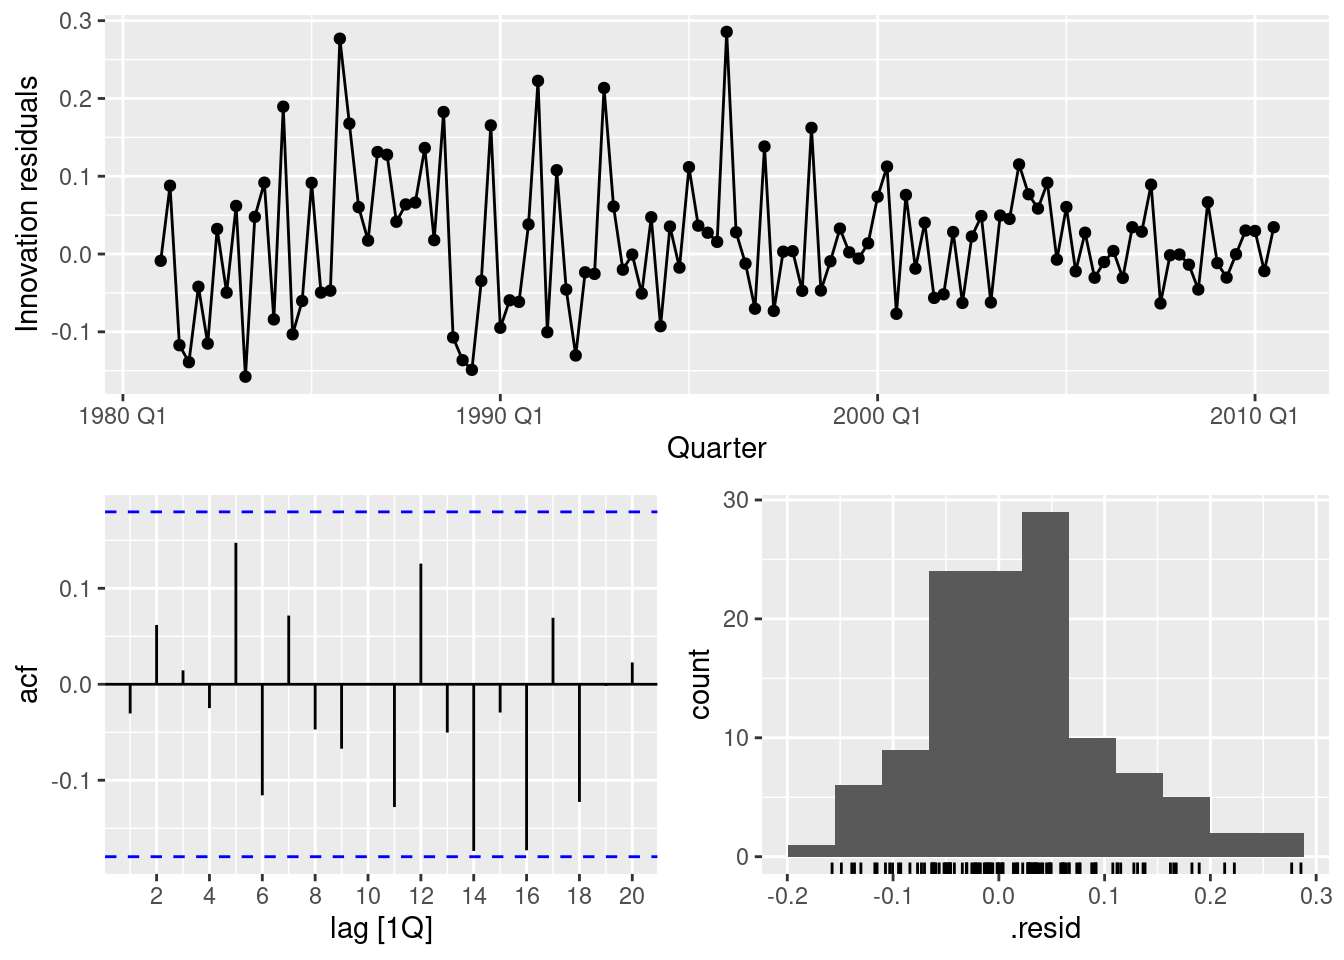 0.3
0.2
0.1
0.0
-0.1
Innovation residuals
1980 Q1 1990 Q1 2000 Q1 2010 Q1
Quarter
0.1
0.0
-0.1
acf
2 4 6 8 10 12 14 16 18 20
lag [1Q]
30
20
10
0
count
-0.2 -0.1 0.0 0.1 0.2 0.3
.resid